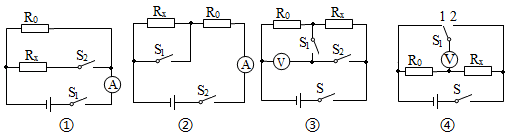 R₀
Rₓ S₂
A
S₁
①
Rₓ R₀
S₁
A
S₂
②
R₀ Rₓ
S₁
V S₂
S
③
1 2
S₁
V
R₀ Rₓ
S
④